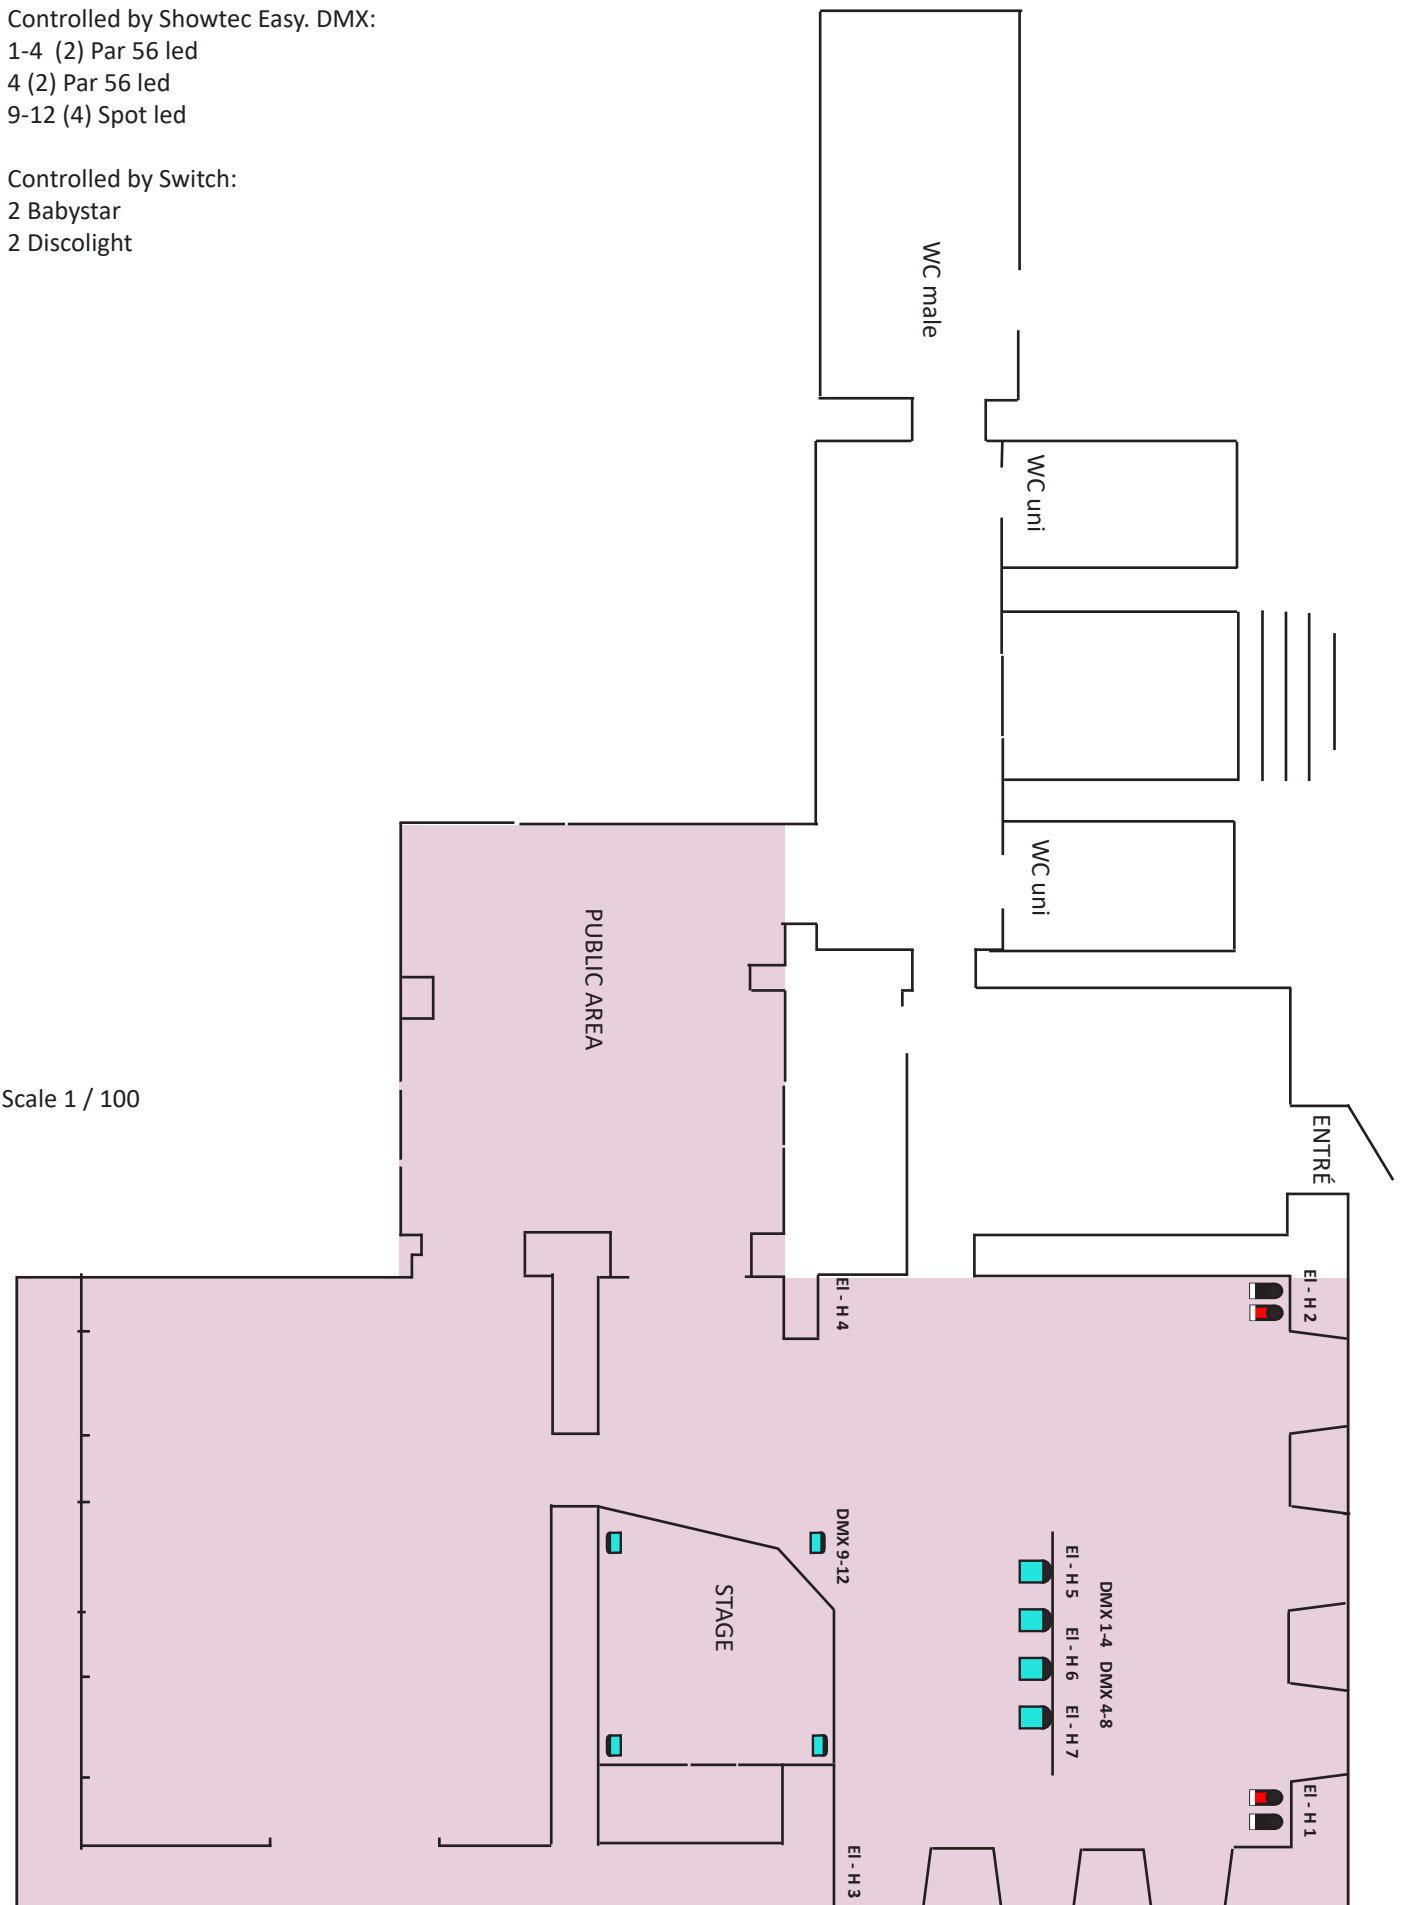 Controlled by Showtec Easy. DMX:
1-4  (2) Par 56 led
4 (2) Par 56 led
9-12 (4) Spot led
Controlled by Switch:
2 Babystar
2 Discolight
WC male
WC uni
WC uni
PUBLIC AREA
Scale 1 / 100
ENTRÉ
El - H 2
El - H 4
DMX 9-12
STAGE
El - H 5
El - H 6
El - H 7
DMX 1-4
DMX 4-8
El - H 1
El - H 3